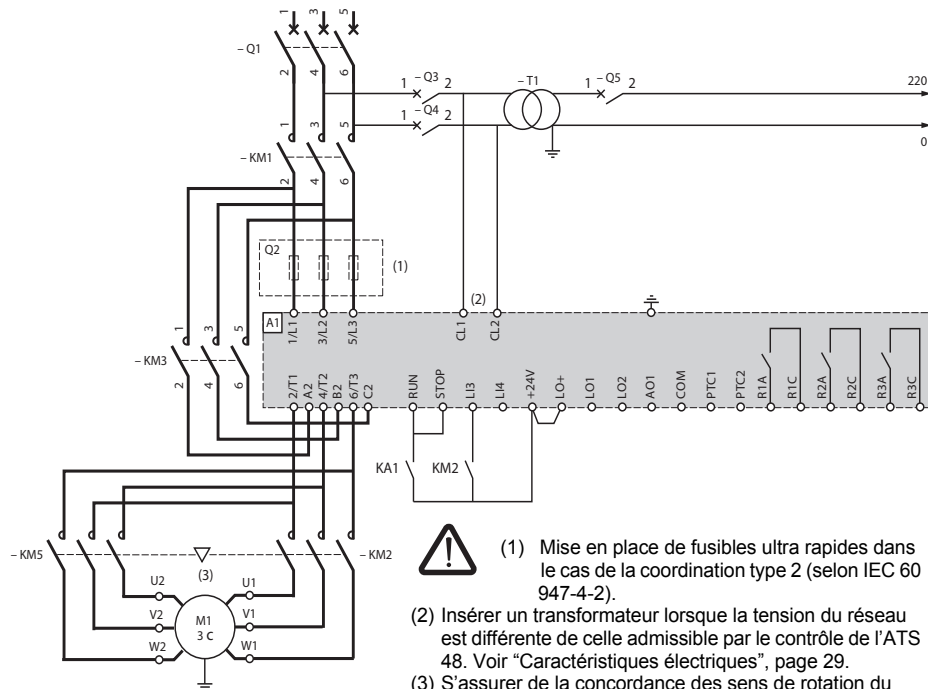 1 3 5
– Q1
2 4 6
1 – Q3 2
– T1
1 – Q5 2
220
1 – Q4 2
0
1 3 5
– KM1
2 4 6
Q2
(1)
(2)
A1
1/L1 3/L2 5/L3 CL1 CL2
1 3 5
– KM3
2 4 6
2/T1 A2 4/T2 B2 6/T3 C2 RUN STOP LI3 LI4 +24V LO+ LO1 LO2 AO1 COM PTC1 PTC2 R1A R1C R2A R2C R3A R3C
KA1 KM2
– KM5
– KM2
(3)
U2 U1
V2 V1
W2 W1
M1
3 C
(1) Mise en place de fusibles ultra rapides dans
le cas de la coordination type 2 (selon IEC 60
947-4-2).
(2) Insérer un transformateur lorsque la tension du réseau
est différente de celle admissible par le contrôle de l’ATS
48. Voir “Caractéristiques électriques”, page 29.
(3) S’assurer de la concordance des sens de rotation du